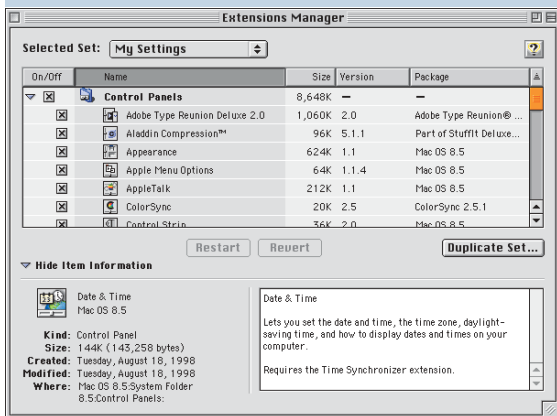 Extensions Manager
Selected Set: My Settings
?
On/Off Name Size Version Package
Control Panels 8,648K – –
Adobe Type Reunion Deluxe 2.0 1,060K 2.0 Adobe Type Reunion® ...
Aladdin Compression™ 96K 5.1.1 Part of StuffIt Deluxe...
Appearance 624K 1.1 Mac OS 8.5
Apple Menu Options 64K 1.1.4 Mac OS 8.5
AppleTalk 212K 1.1 Mac OS 8.5
ColorSync 20K 2.5 ColorSync 2.5.1
Control Strip 36K 2.0 Mac OS 8.5
Restart Revert Duplicate Set...
Hide Item Information
Date & Time
Mac OS 8.5
Kind: Control Panel
Size: 144K (143,258 bytes)
Created: Tuesday, August 18, 1998
Modified: Tuesday, August 18, 1998
Where: Mac OS 8.5:System Folder
8.5:Control Panels:
Date & Time
Lets you set the date and time, the time zone, daylight-
saving time, and how to display dates and times on your
computer.
Requires the Time Synchronizer extension.